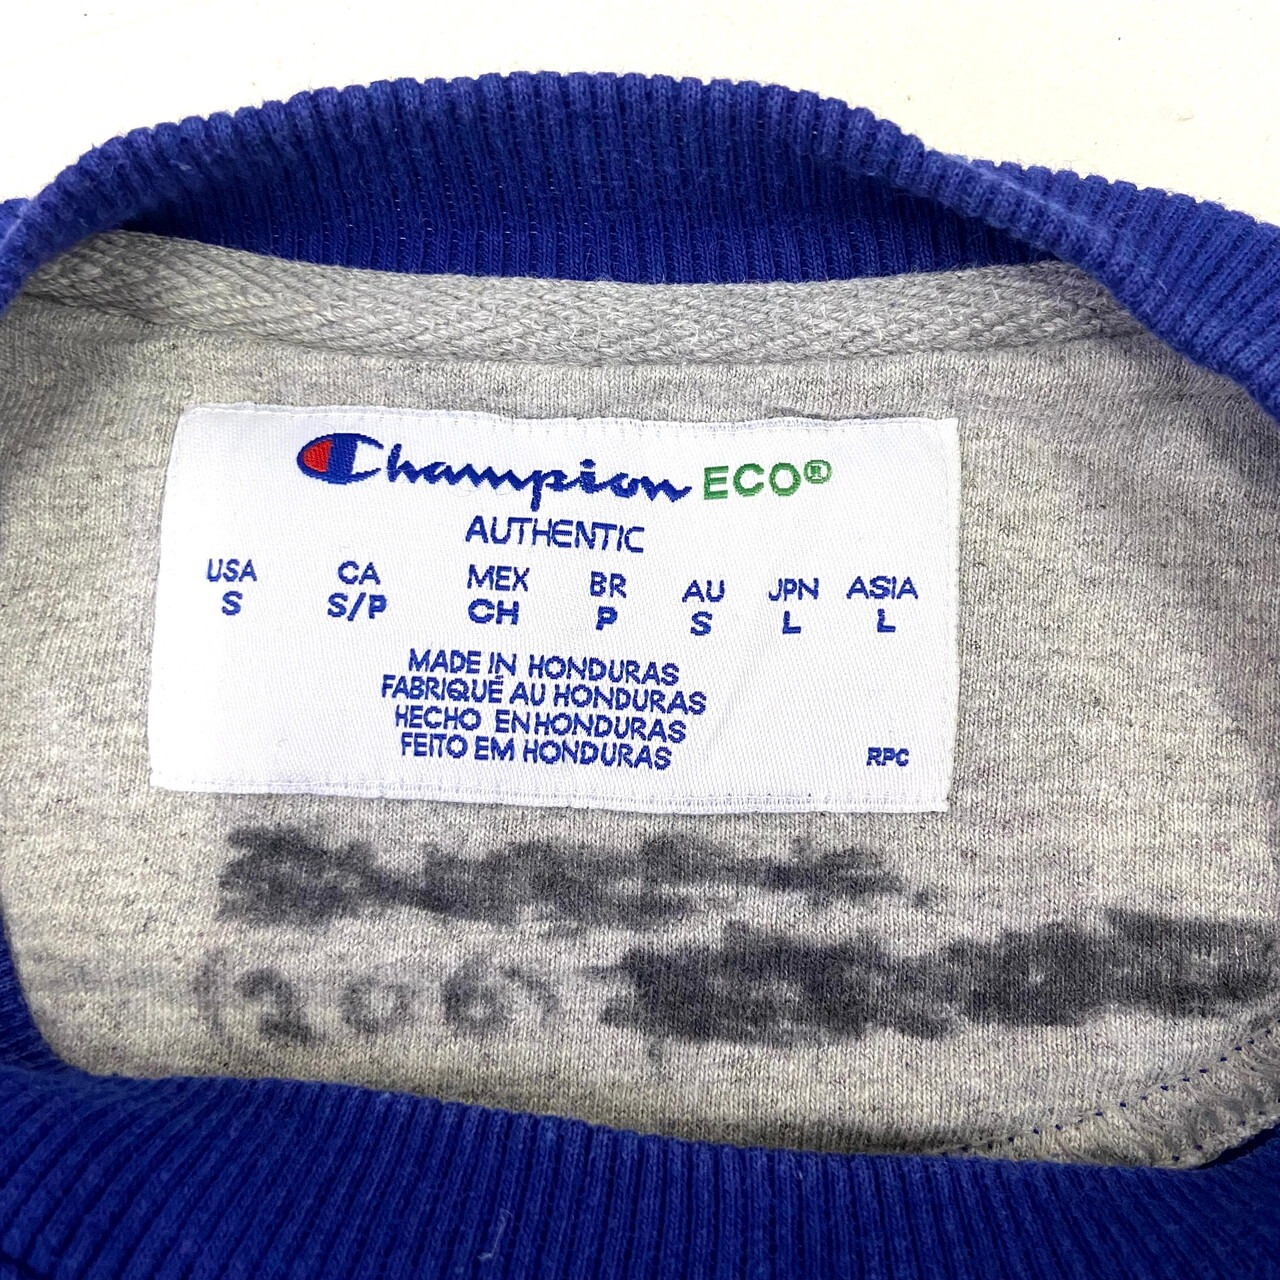 Champion ECO®
AUTHENTIC
USA CA MEX BR AU JPN ASIA
S S/P CH P S L L
MADE IN HONDURAS
FABRIQUÉ AU HONDURAS
HECHO EN HONDURAS
FEITO EM HONDURAS
RPC
(206)